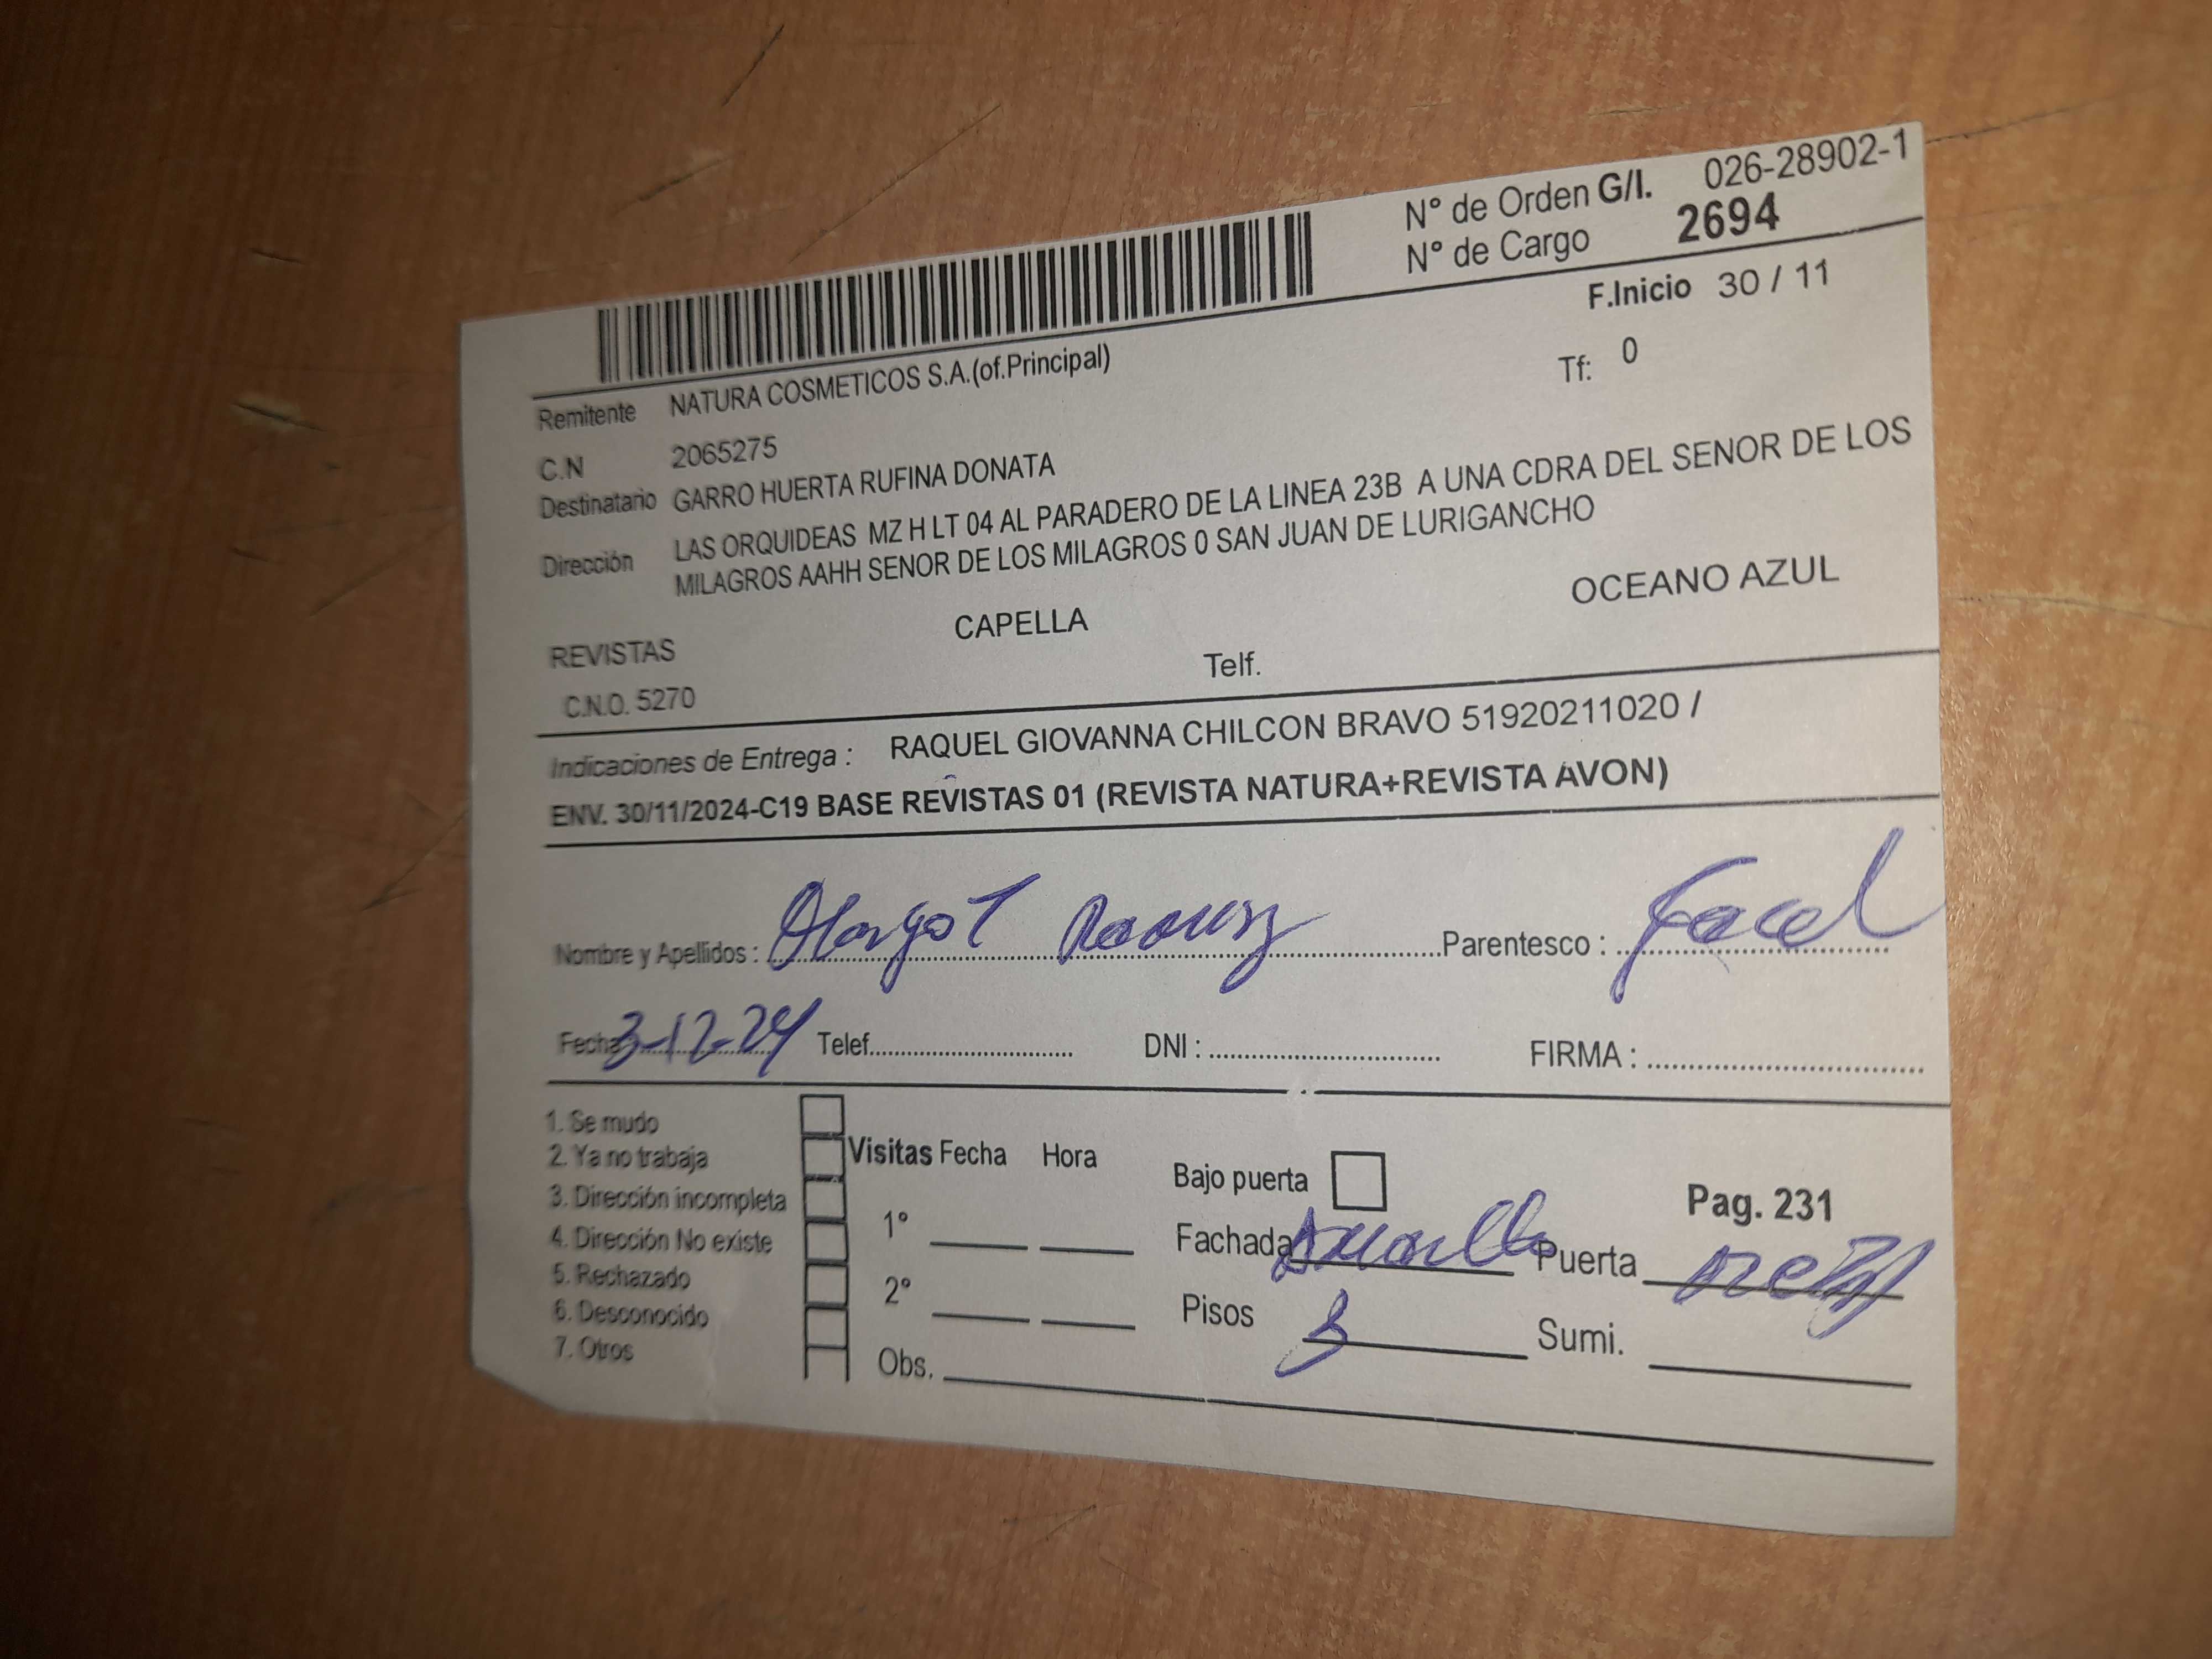 N° de Orden G/I. 026-28902-1
N° de Cargo 2694
F.Inicio 30 / 11
Remitente NATURA COSMETICOS S.A.(of.Principal) Tf: 0
C.N 2065275
Destinatario GARRO HUERTA RUFINA DONATA
Dirección LAS ORQUIDEAS MZ H LT 04 AL PARADERO DE LA LINEA 23B A UNA CDRA DEL SENOR DE LOS
MILAGROS AAHH SENOR DE LOS MILAGROS 0 SAN JUAN DE LURIGANCHO
REVISTAS CAPELLA OCEANO AZUL
C.N.O. 5270 Telf.
Indicaciones de Entrega : RAQUEL GIOVANNA CHILCON BRAVO 51920211020 /
ENV. 30/11/2024-C19 BASE REVISTAS 01 (REVISTA NATURA+REVISTA AVON)
Nombre y Apellidos : Margot Parentesco :
Fecha 3-12-24 Telef. DNI : FIRMA :
1. Se mudo
2. Ya no trabaja
3. Dirección incompleta
4. Dirección No existe
5. Rechazado
6. Desconocido
7. Otros
Visitas Fecha Hora
1°
2°
Obs.
Bajo puerta Pag. 231
Fachada Amarillo Puerta
Pisos 3 Sumi.